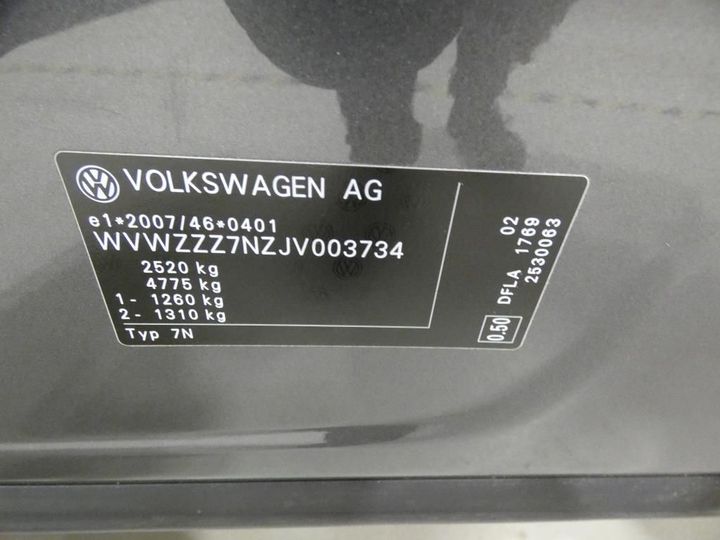 VOLKSWAGEN AG
e1*2007/46*0401
WVWZZZ7NZJV003734
2520 kg
4775 kg
1- 1260 kg
2- 1310 kg
Typ 7N
02
DFLA 1769
2530063
0.50